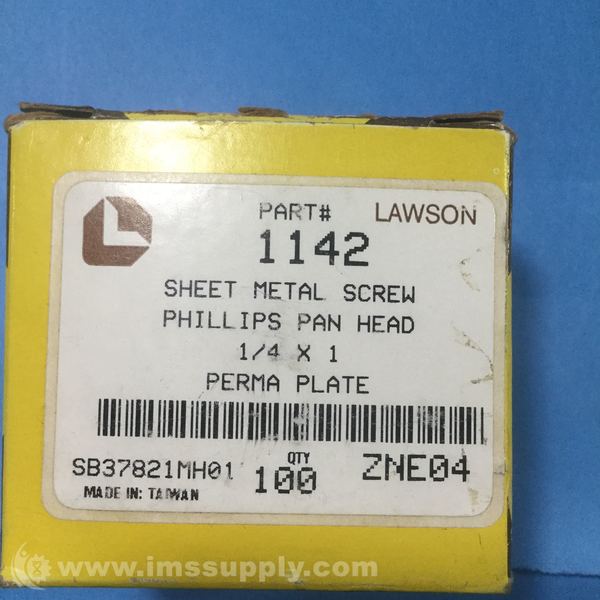 PART# LAWSON
1142
SHEET METAL SCREW
PHILLIPS PAN HEAD
1/4 X 1
PERMA PLATE
SB37821MH01 QTY 100 ZNE04
MADE IN: TAIWAN
www.imssupply.com